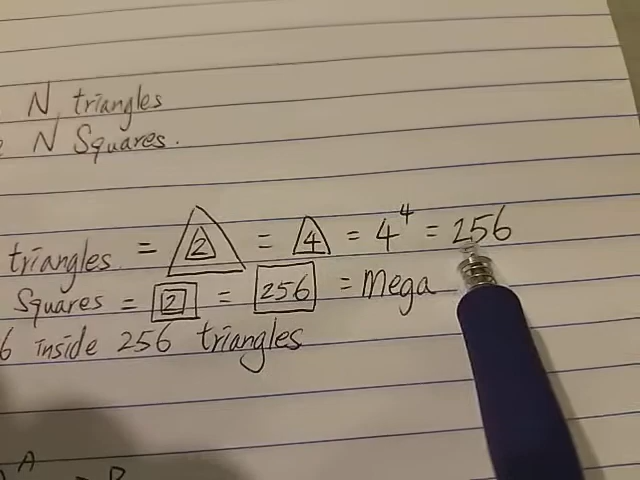 N triangles
N Squares.
triangles = 2 = 4 = 4⁴ = 256
Squares = 2 = 256 = Mega
6 inside 256 triangles
A